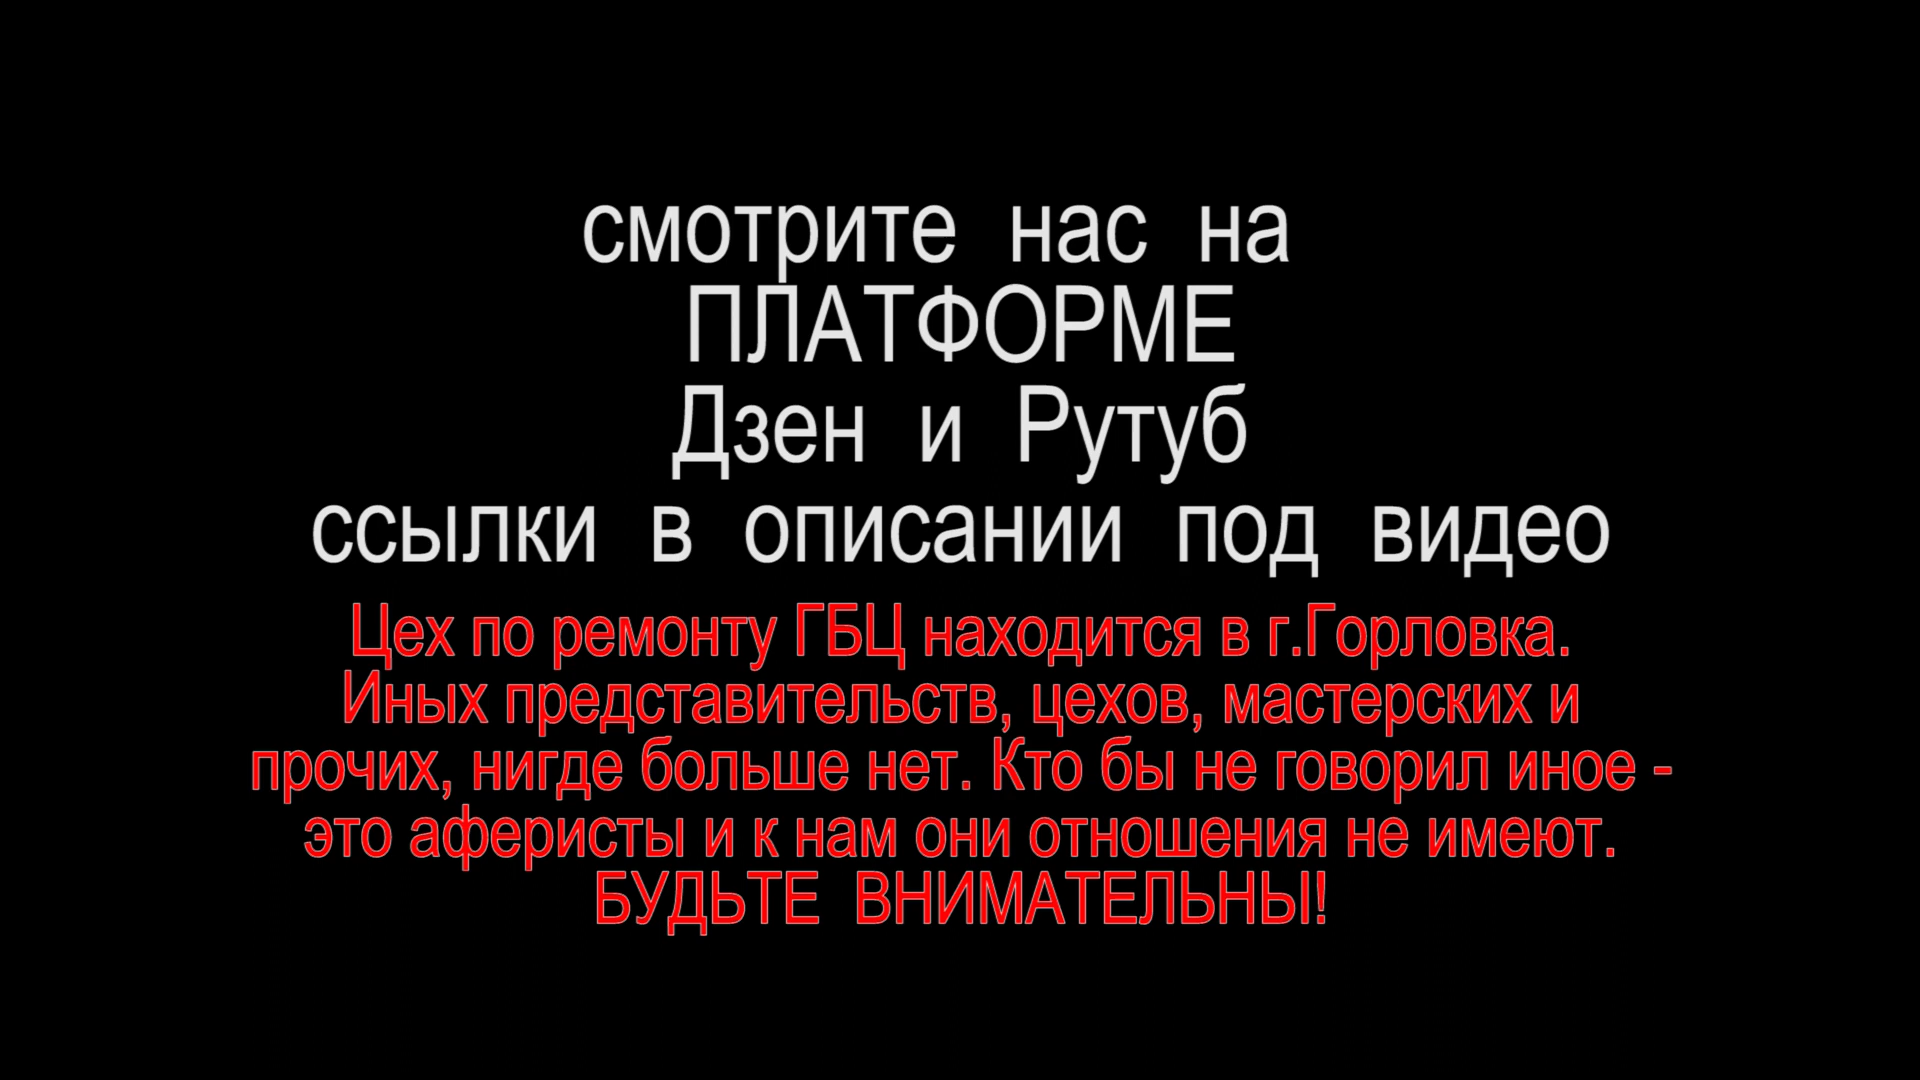 смотрите нас на
ПЛАТФОРМЕ
Дзен и Рутуб
ссылки в описании под видео
Цех по ремонту ГБЦ находится в г.Горловка.
Иных представительств, цехов, мастерских и
прочих, нигде больше нет. Кто бы не говорил иное -
это аферисты и к нам они отношения не имеют.
БУДЬТЕ ВНИМАТЕЛЬНЫ!